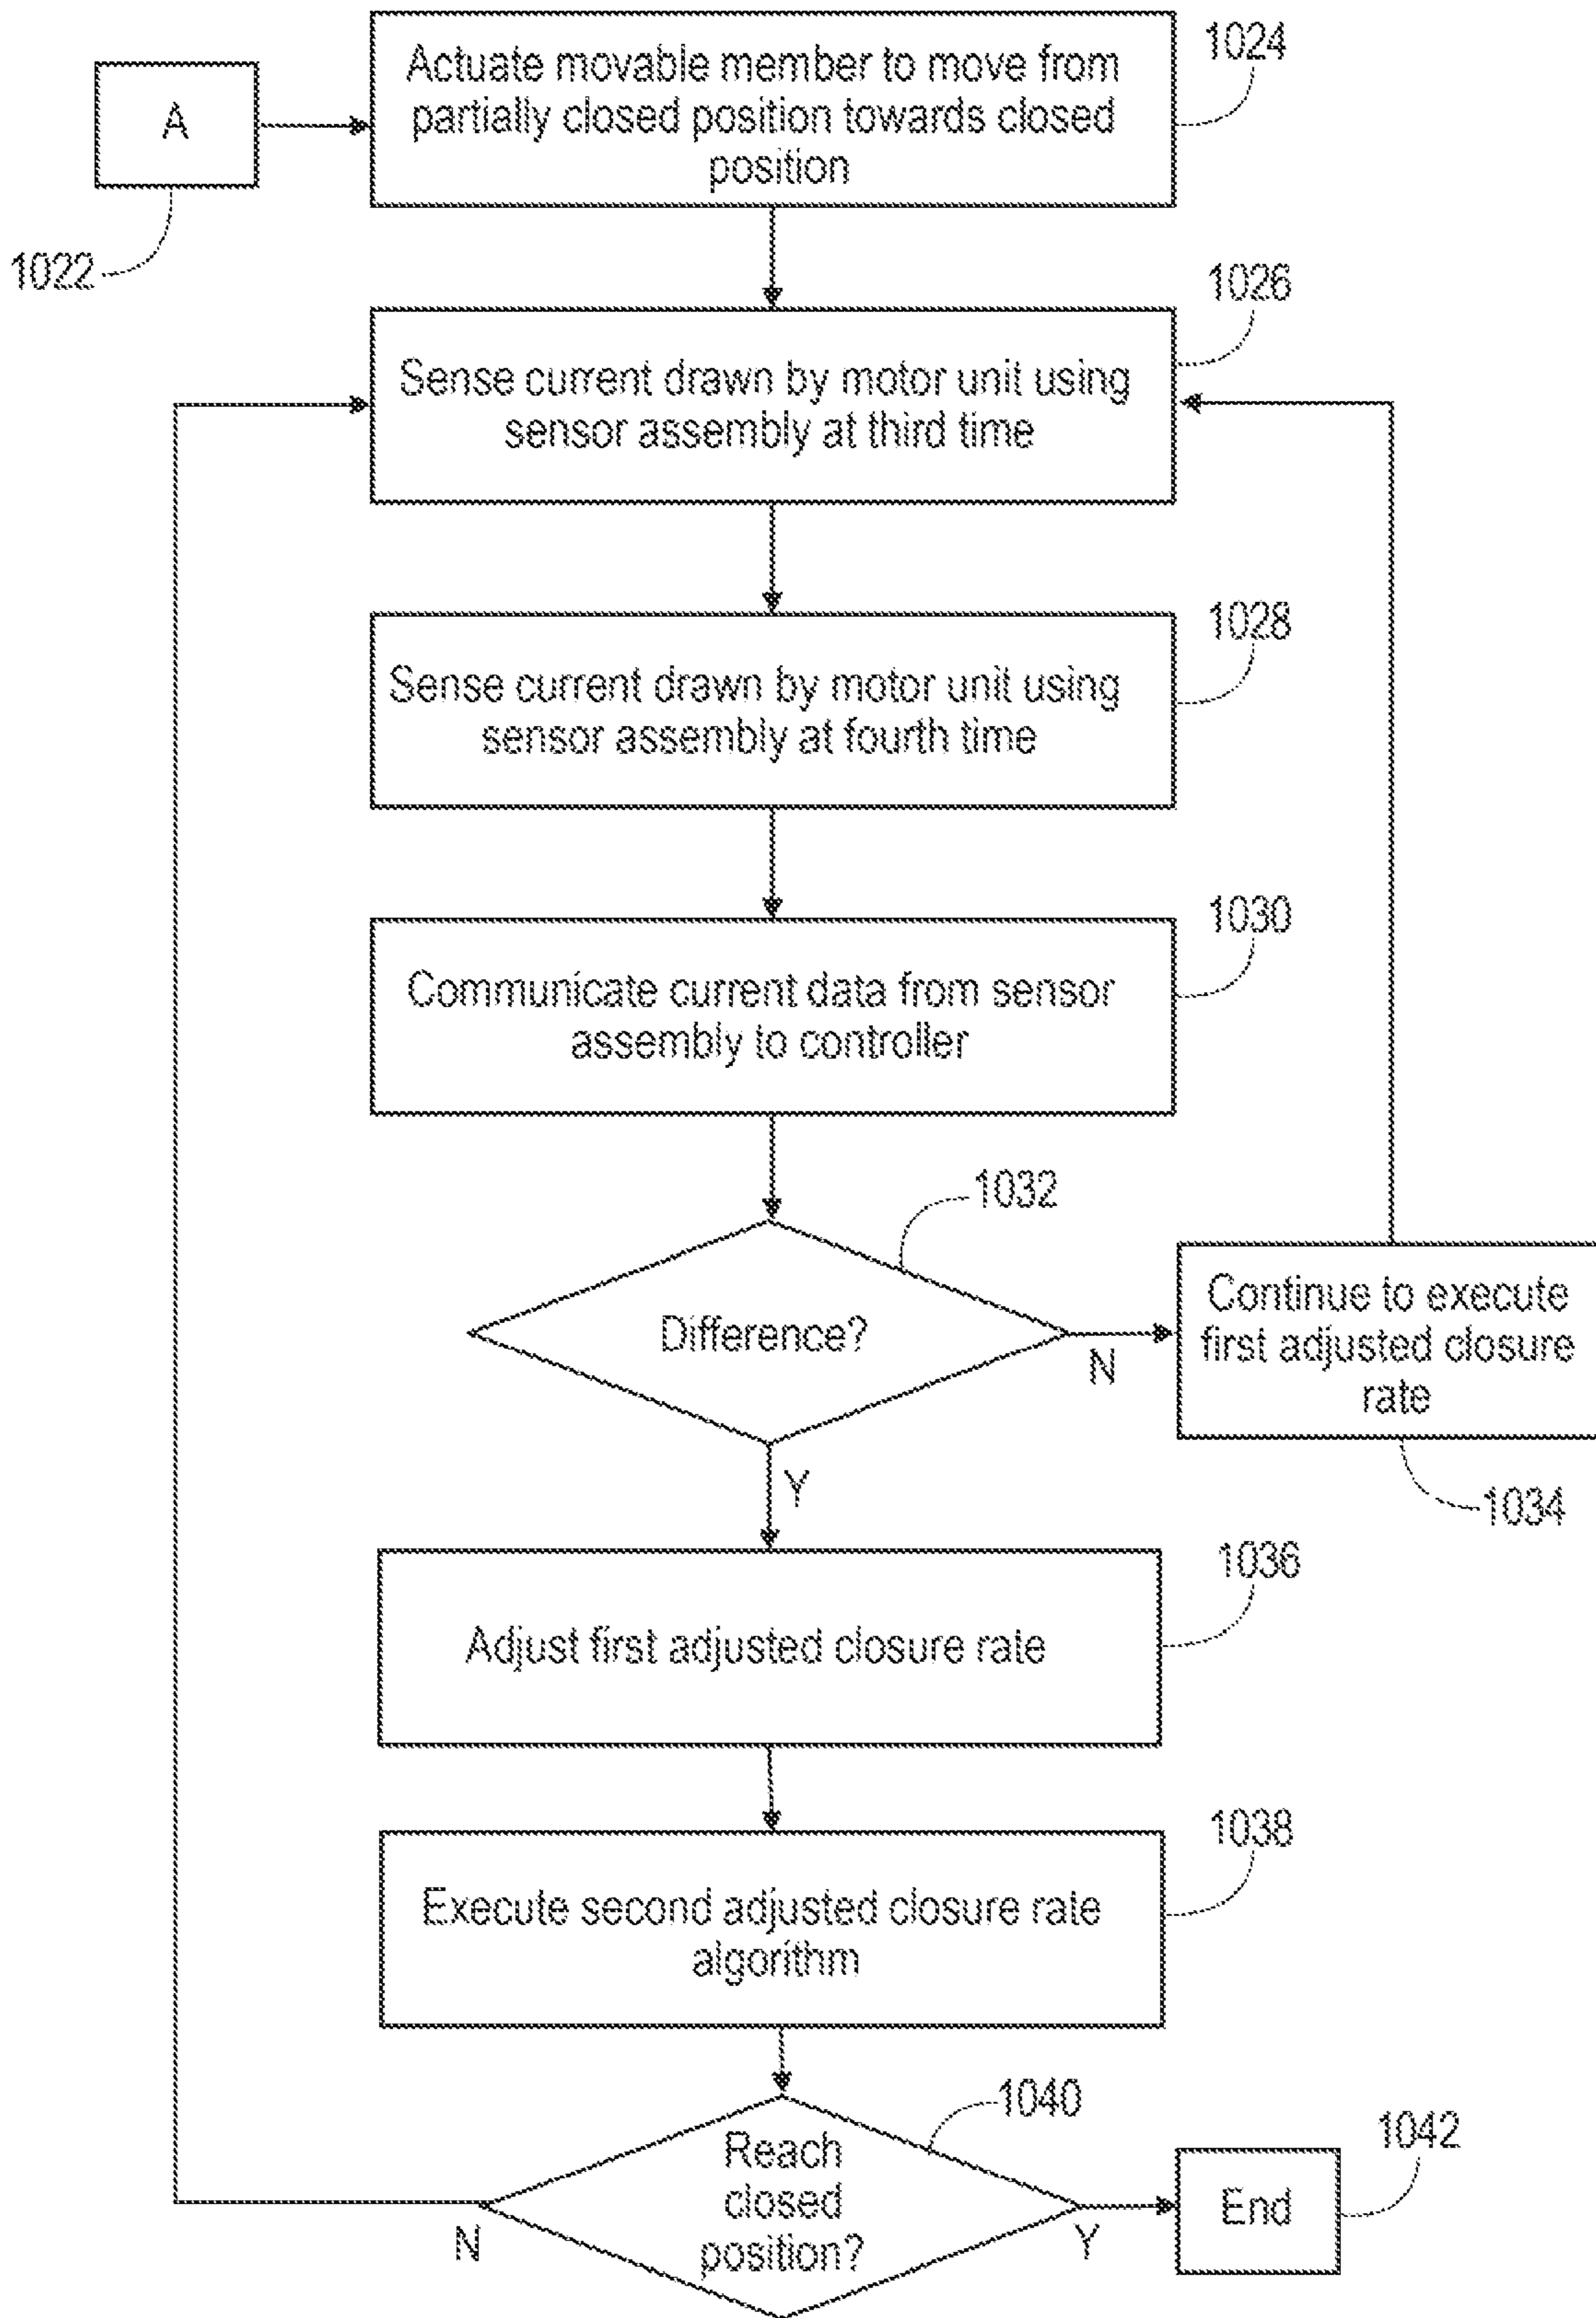 A
1022
Actuate movable member to move from
partially closed position towards closed
position
1024
Sense current drawn by motor unit using
sensor assembly at third time
1026
Sense current drawn by motor unit using
sensor assembly at fourth time
1028
Communicate current data from sensor
assembly to controller
1030
Difference?
1032
N
Continue to execute
first adjusted closure
rate
1034
Y
Adjust first adjusted closure rate
1036
Execute second adjusted closure rate
algorithm
1038
Reach
closed
position?
1040
N
Y
End
1042